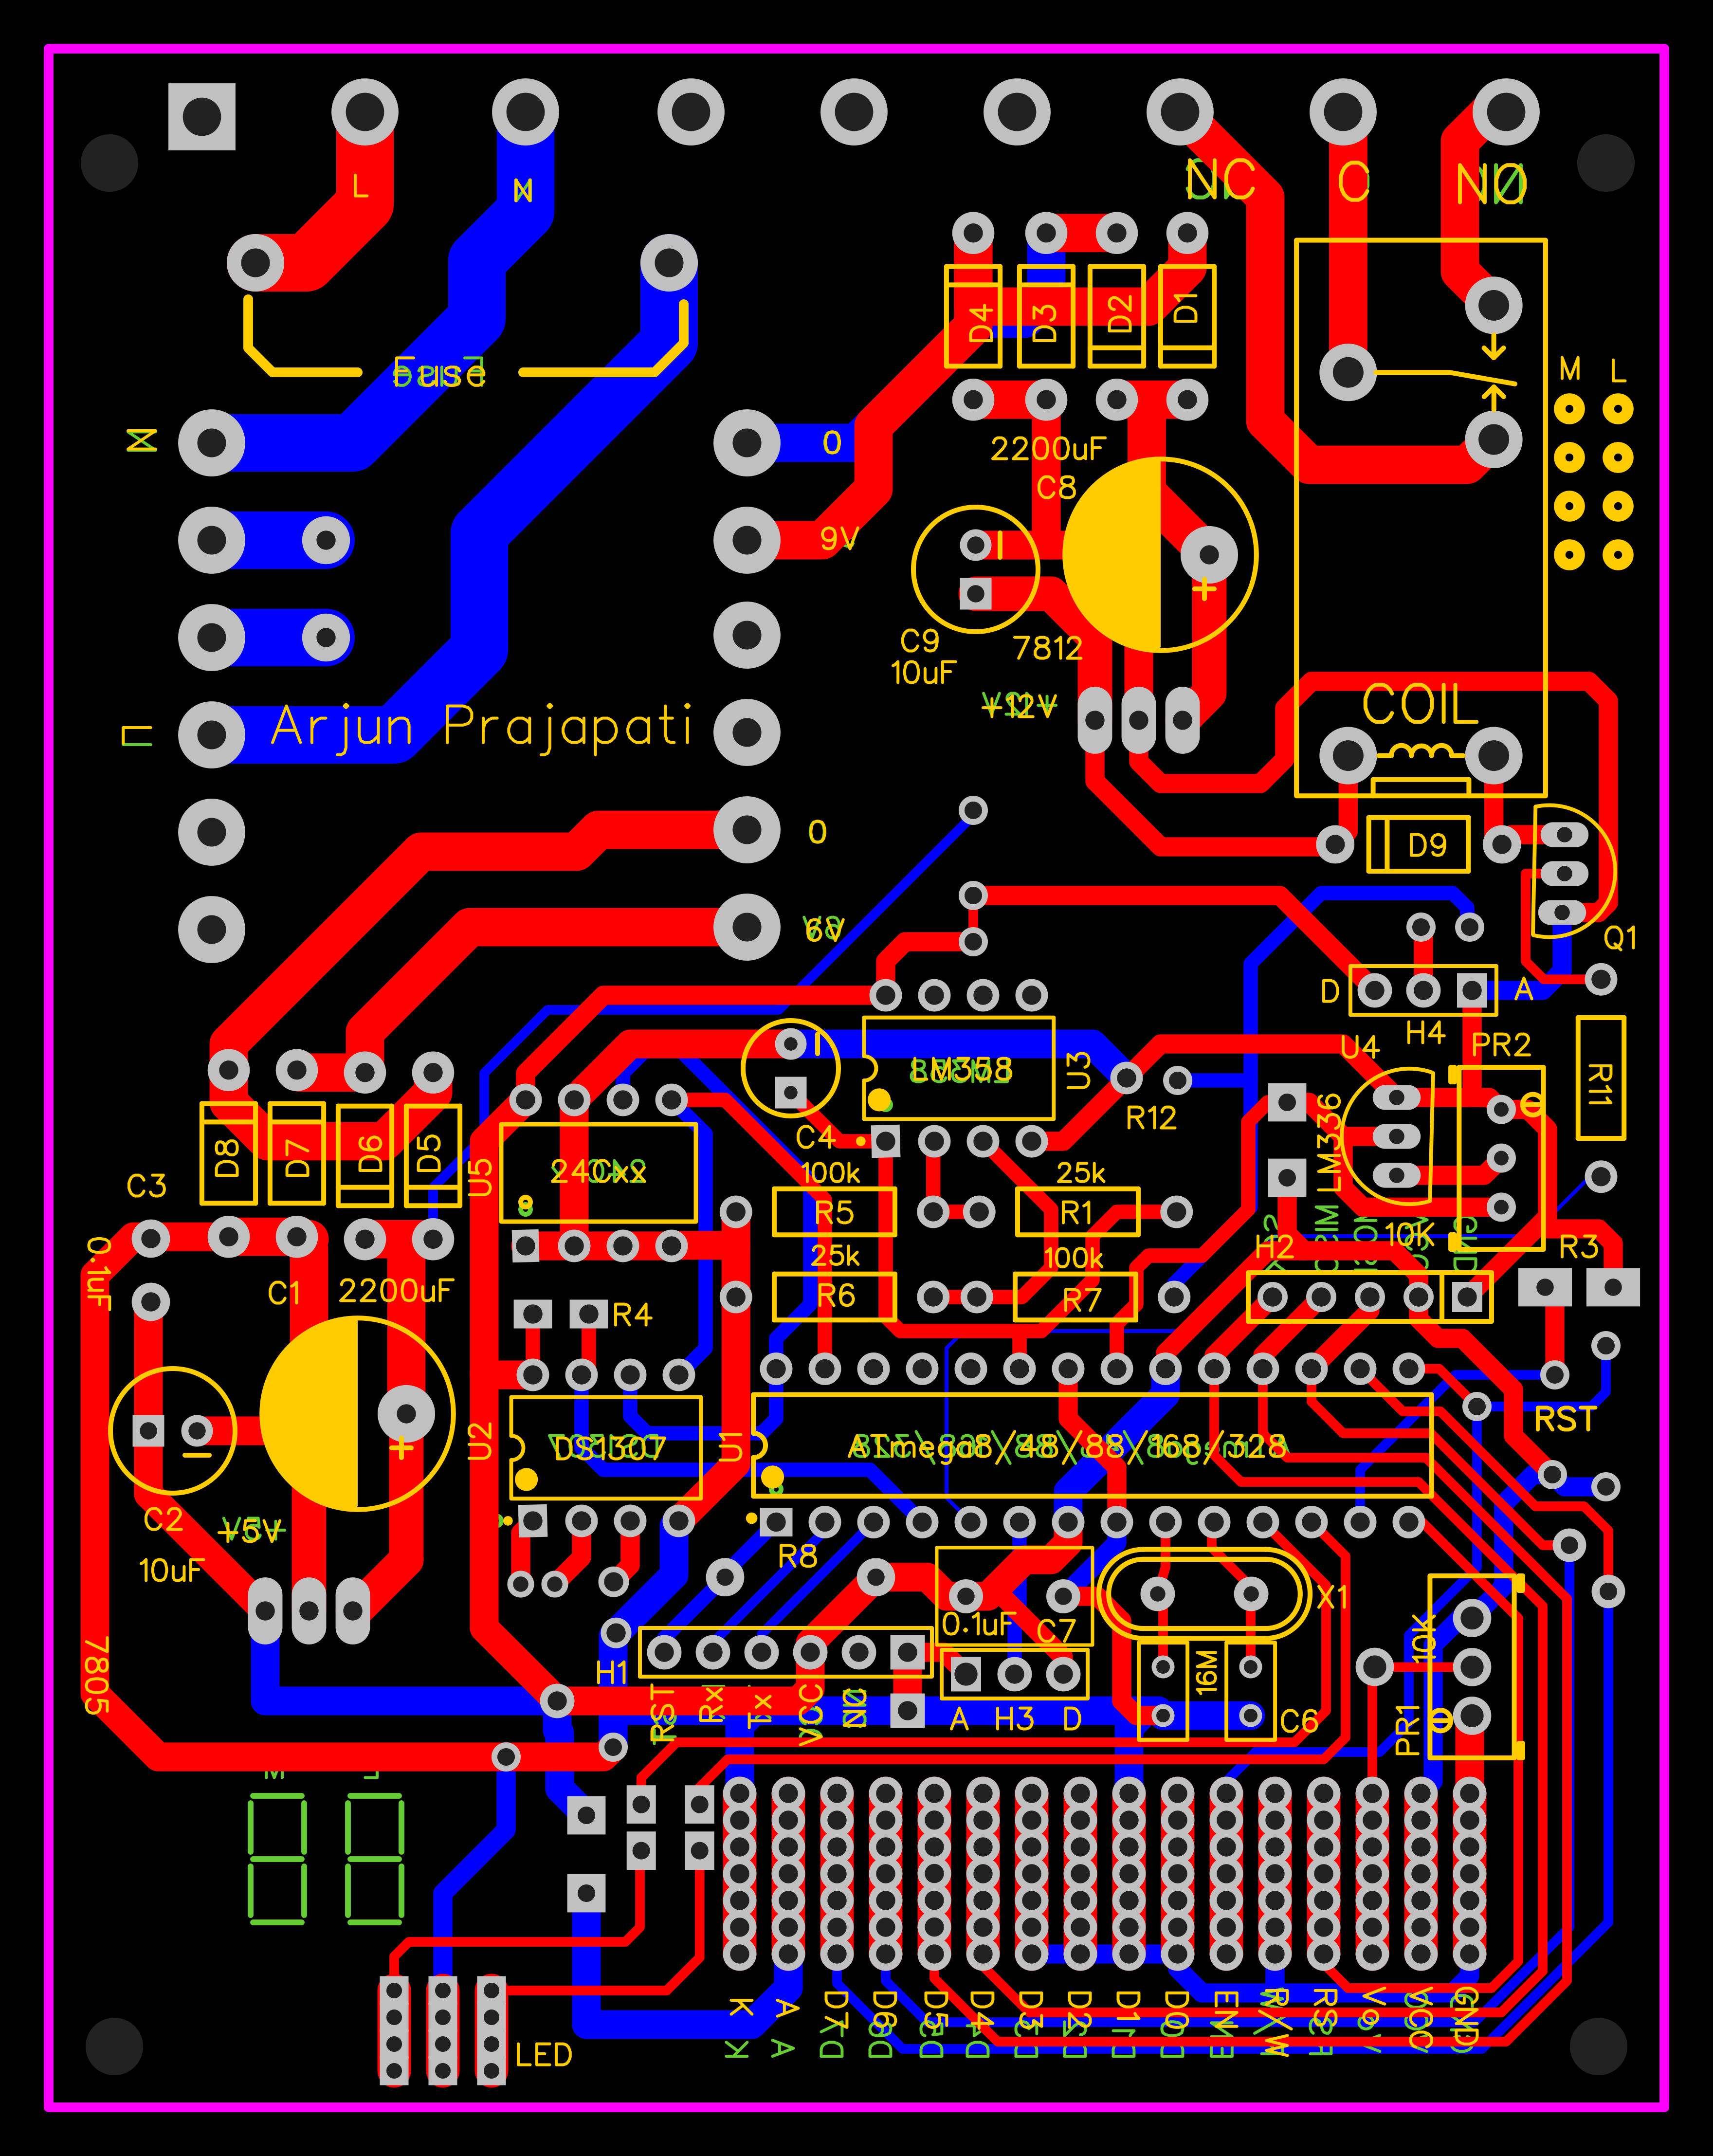 NC C NO
L
Fuse
M L
D4 D3 D2 D1
0
2200uF
C8
9V
C9
10uF
7812
+12V
COIL
Arjun Prajapati
0
D9
6V
Q1
D A
H4
U4 PR2
LM358
U3
R12
R11
C4
LM336
D8 D7 D6 D5
U5
24Cxx
100k 25k
C3
R5 R1
10K
25k 100k
H2
R3
0.1uF
C1
2200uF
R6 R7
R4
RST
U2
DS1307
U1
ATmega8/48/88/168/328
C2
+5V
10uF
R8
X1
0.1uF
C7
10K
H1
16M
7805
RST Rx Tx VCC
A H3 D
C6
PR1
K A D7 D6 D5 D4 D3 D2 D1 D0 EN R/W RS Vo VCC GND
K A D7 D6 D5 D4
LED